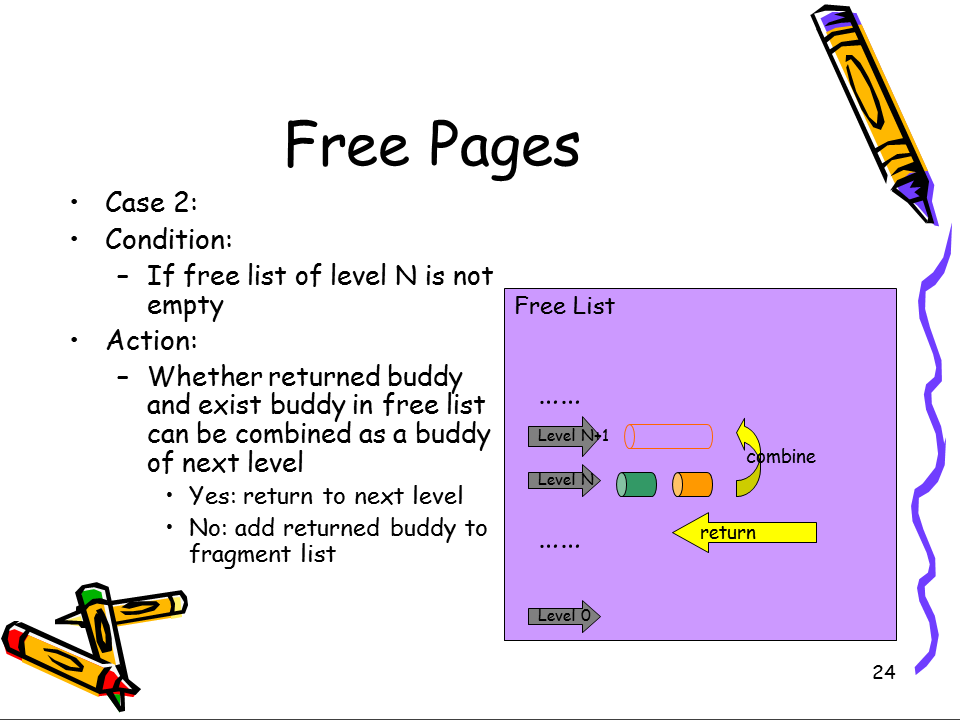 Free Pages
• Case 2:
• Condition:
– If free list of level N is not
empty
• Action:
– Whether returned buddy
and exist buddy in free list
can be combined as a buddy
of next level
• Yes: return to next level
• No: add returned buddy to
fragment list
Free List
……
Level N+1
combine
Level N
return
……
Level 0
24